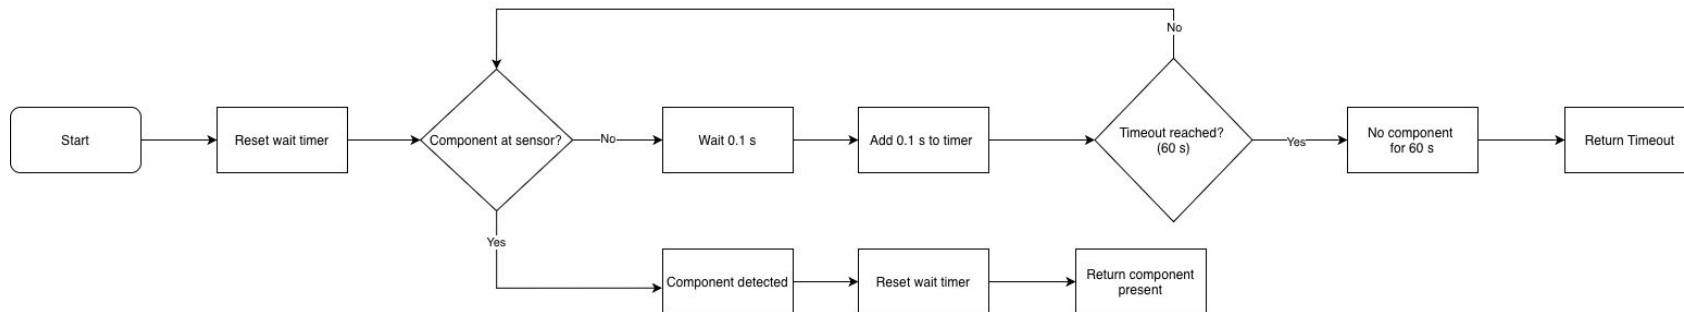 No
Start
Reset wait timer
Component at sensor?
No
Wait 0.1 s
Add 0.1 s to timer
Timeout reached?
(60 s)
Yes
No component
for 60 s
Return Timeout
Yes
Component detected
Reset wait timer
Return component
present